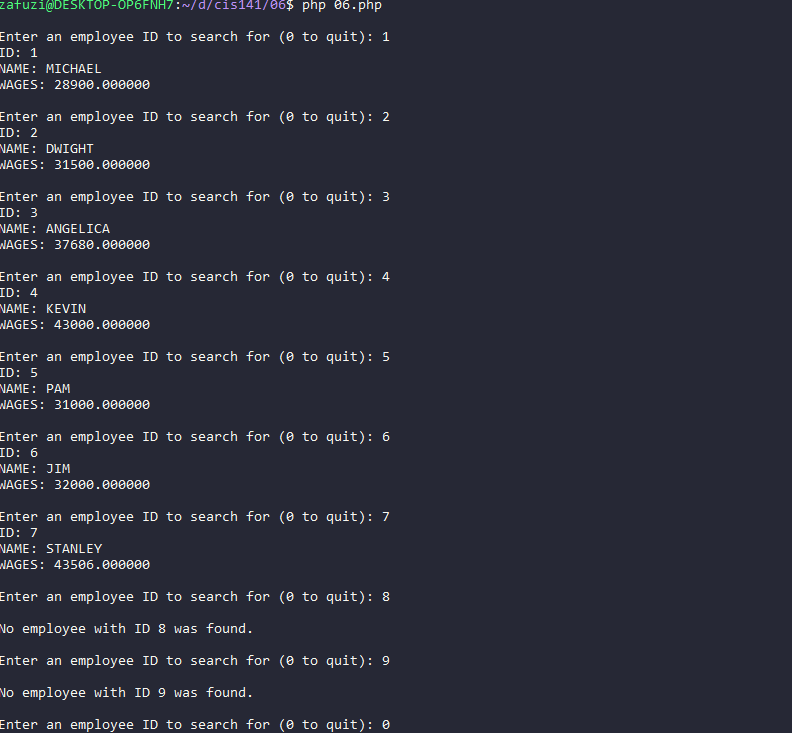 zafuzi@DESKTOP-OP6FNH7:~/d/cis141/06$ php 06.php
Enter an employee ID to search for (0 to quit): 1
ID: 1
NAME: MICHAEL
WAGES: 28900.000000
Enter an employee ID to search for (0 to quit): 2
ID: 2
NAME: DWIGHT
WAGES: 31500.000000
Enter an employee ID to search for (0 to quit): 3
ID: 3
NAME: ANGELICA
WAGES: 37680.000000
Enter an employee ID to search for (0 to quit): 4
ID: 4
NAME: KEVIN
WAGES: 43000.000000
Enter an employee ID to search for (0 to quit): 5
ID: 5
NAME: PAM
WAGES: 31000.000000
Enter an employee ID to search for (0 to quit): 6
ID: 6
NAME: JIM
WAGES: 32000.000000
Enter an employee ID to search for (0 to quit): 7
ID: 7
NAME: STANLEY
WAGES: 43506.000000
Enter an employee ID to search for (0 to quit): 8
No employee with ID 8 was found.
Enter an employee ID to search for (0 to quit): 9
No employee with ID 9 was found.
Enter an employee ID to search for (0 to quit): 0